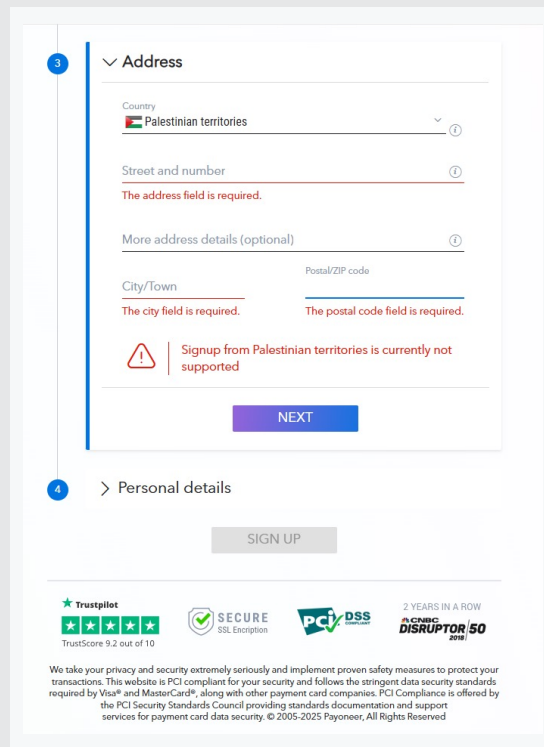 3
Address
Country
Palestinian territories
Street and number
The address field is required.
More address details (optional)
Postal/ZIP code
City/Town
The city field is required.
The postal code field is required.
Signup from Palestinian territories is currently not
supported
NEXT
4
Personal details
SIGN UP
Trustpilot
TrustScore 9.2 out of 10
SECURE
SSL Encription
PCI DSS
COMPLIANT
2 YEARS IN A ROW
CNBC
DISRUPTOR/50
2018
We take your privacy and security extremely seriously and implement proven safety measures to protect your
transactions. This website is PCI compliant for your security and follows the stringent data security standards
required by Visa® and MasterCard®, along with other payment card companies. PCI Compliance is offered by
the PCI Security Standards Council providing standards documentation and support
services for payment card data security. © 2005-2025 Payoneer, All Rights Reserved